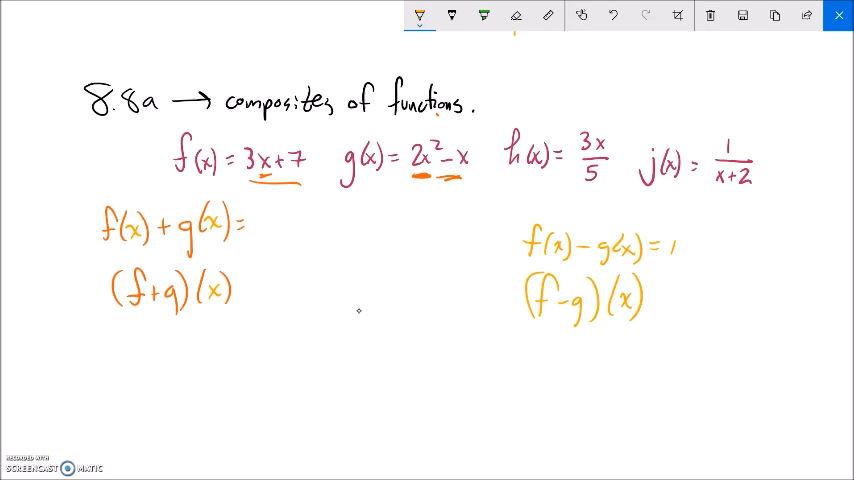 8.8a → composites of functions.
f(x) = 3x+7 g(x) = 2x² - x h(x) = 3x/5 j(x) = 1/(x+2)
f(x) + g(x) =
(f+g)(x)
f(x) - g(x) =
(f-g)(x)
RECORDED WITH
SCREENCAST MATIC